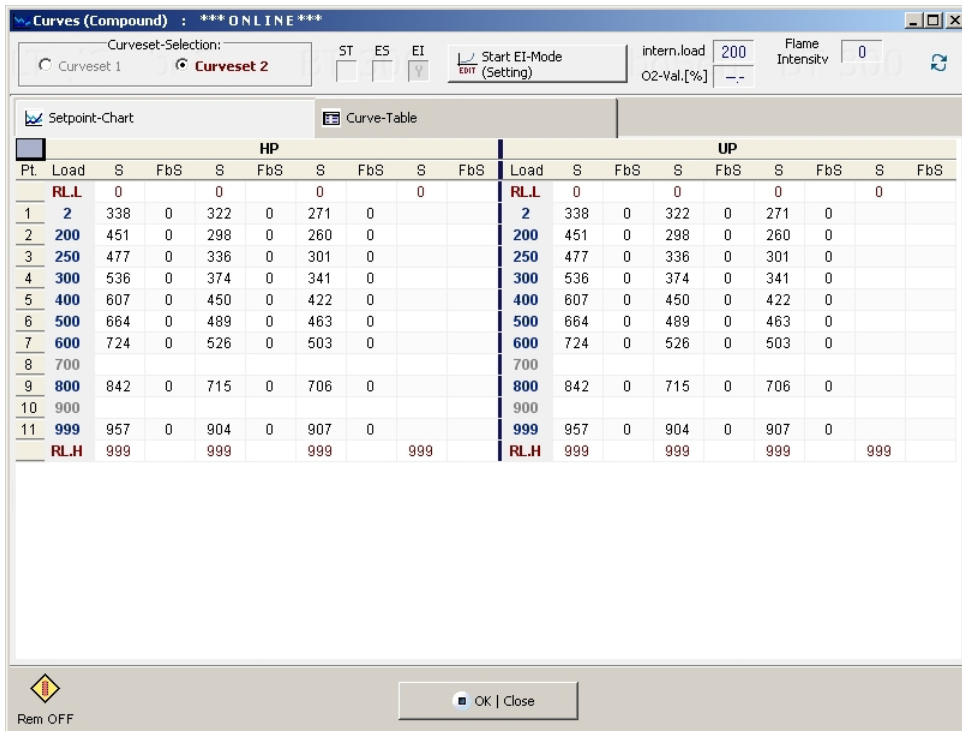 Curves (Compound) : *** O N L I N E ***
Curveset-Selection:
Curveset 1 Curveset 2
ST ES EI
Y
EDIT Start EI-Mode
(Setting)
intern.load 200
O2-Val.[%] --.-
Flame
Intensity 0
BT 300
Setpoint-Chart Curve-Table
HP UP
Pt. Load S FbS S FbS S FbS S FbS Load S FbS S FbS S FbS S FbS
RL.L 0 0 0 0 RL.L 0 0 0 0
1 2 338 0 322 0 271 0 2 338 0 322 0 271 0
2 200 451 0 298 0 260 0 200 451 0 298 0 260 0
3 250 477 0 336 0 301 0 250 477 0 336 0 301 0
4 300 536 0 374 0 341 0 300 536 0 374 0 341 0
5 400 607 0 450 0 422 0 400 607 0 450 0 422 0
6 500 664 0 489 0 463 0 500 664 0 489 0 463 0
7 600 724 0 526 0 503 0 600 724 0 526 0 503 0
8 700 700
9 800 842 0 715 0 706 0 800 842 0 715 0 706 0
10 900 900
11 999 957 0 904 0 907 0 999 957 0 904 0 907 0
RL.H 999 999 999 999 RL.H 999 999 999 999
Rem OFF
OK | Close